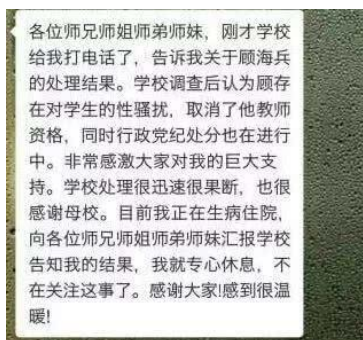 各位师兄师姐师弟师妹，刚才学校
给我打电话了，告诉我关于顾海兵
的处理结果。学校调查后认为顾存
在对学生的性骚扰，取消了他教师
资格，同时行政党纪处分也在进行
中。非常感激大家对我的巨大支
持。学校处理很迅速很果断，也很
感谢母校。目前我正在生病住院，
向各位师兄师姐师弟师妹汇报学校
告知我的结果，我就专心休息，不
在关注这事了。感谢大家!感到很温
暖!